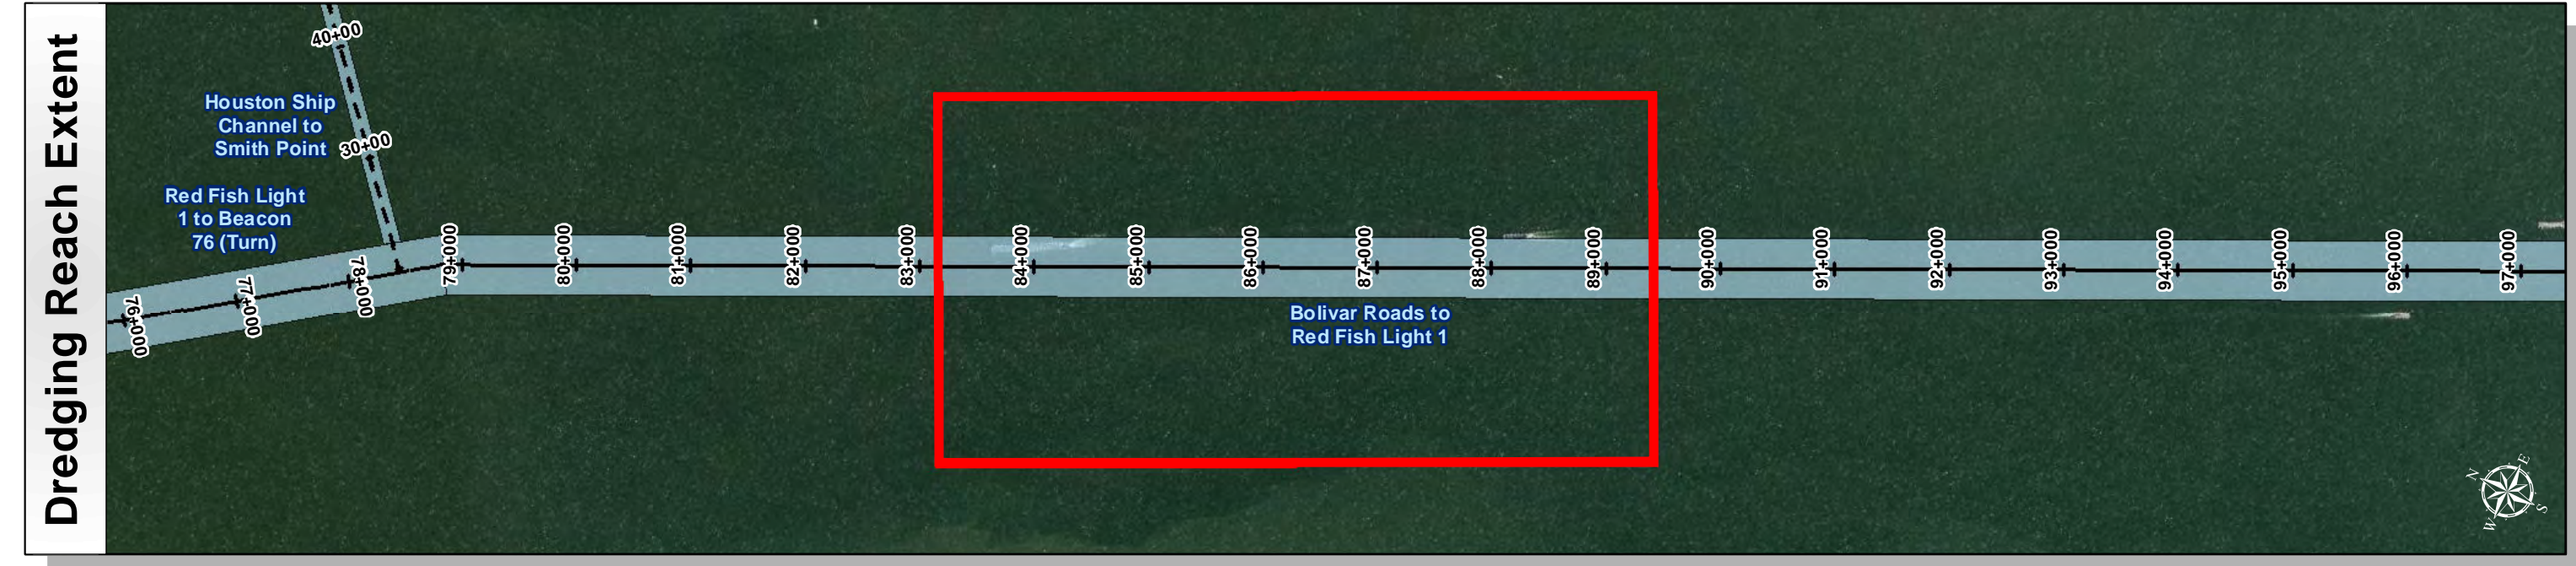 Dredging Reach Extent
40+00
Houston Ship
Channel to
Smith Point
30+00
Red Fish Light
1 to Beacon
76 (Turn)
76+000
77+000
78+000
79+000
80+000
81+000
82+000
83+000
84+000
85+000
86+000
87+000
88+000
89+000
90+000
91+000
92+000
93+000
94+000
95+000
96+000
97+000
Bolivar Roads to
Red Fish Light 1
N
E
W
S